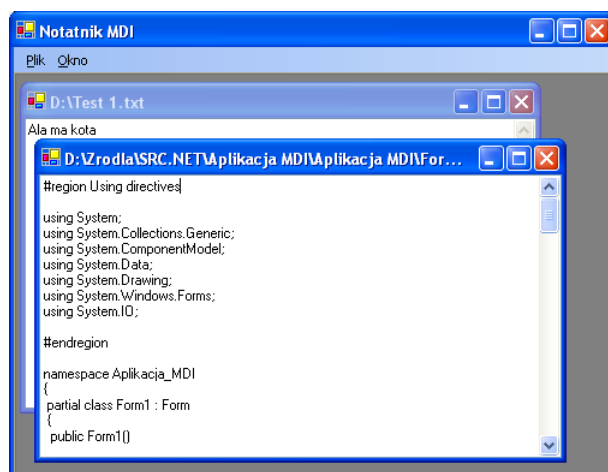 Notatnik MDI
Plik Okno
D:\Test 1.txt
Ala ma kota
D:\Zrodla\SRC.NET\Aplikacja MDI\Aplikacja MDI\For...
#region Using directives
using System;
using System.Collections.Generic;
using System.ComponentModel;
using System.Data;
using System.Drawing;
using System.Windows.Forms;
using System.IO;
#endregion
namespace Aplikacja_MDI
{
partial class Form1 : Form
{
public Form1()